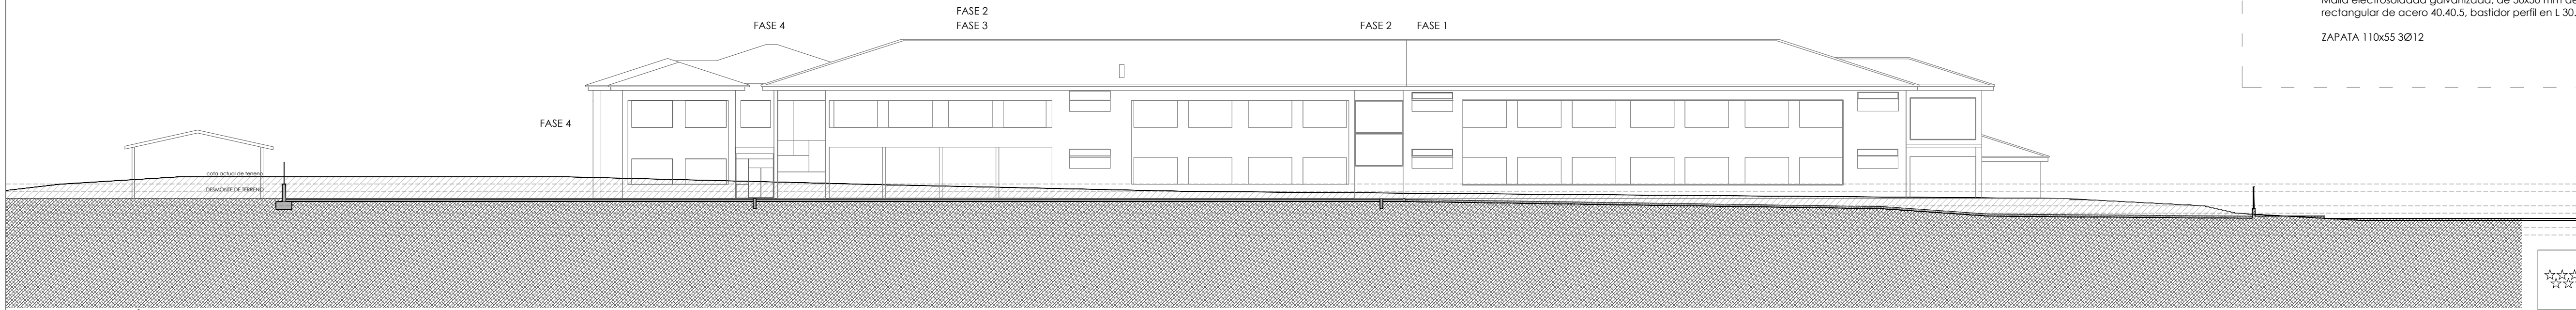 FASE 2
FASE 4
FASE 3
FASE 2
FASE 1
FASE 4
cota actual de terreno
DESMONTE DE TERRENO
Malla electrosoldada galvanizada, de 50x50 mm de
rectangular de acero 40.40.5, bastidor perfil en L 30.
ZAPATA 110x55 3Ø12